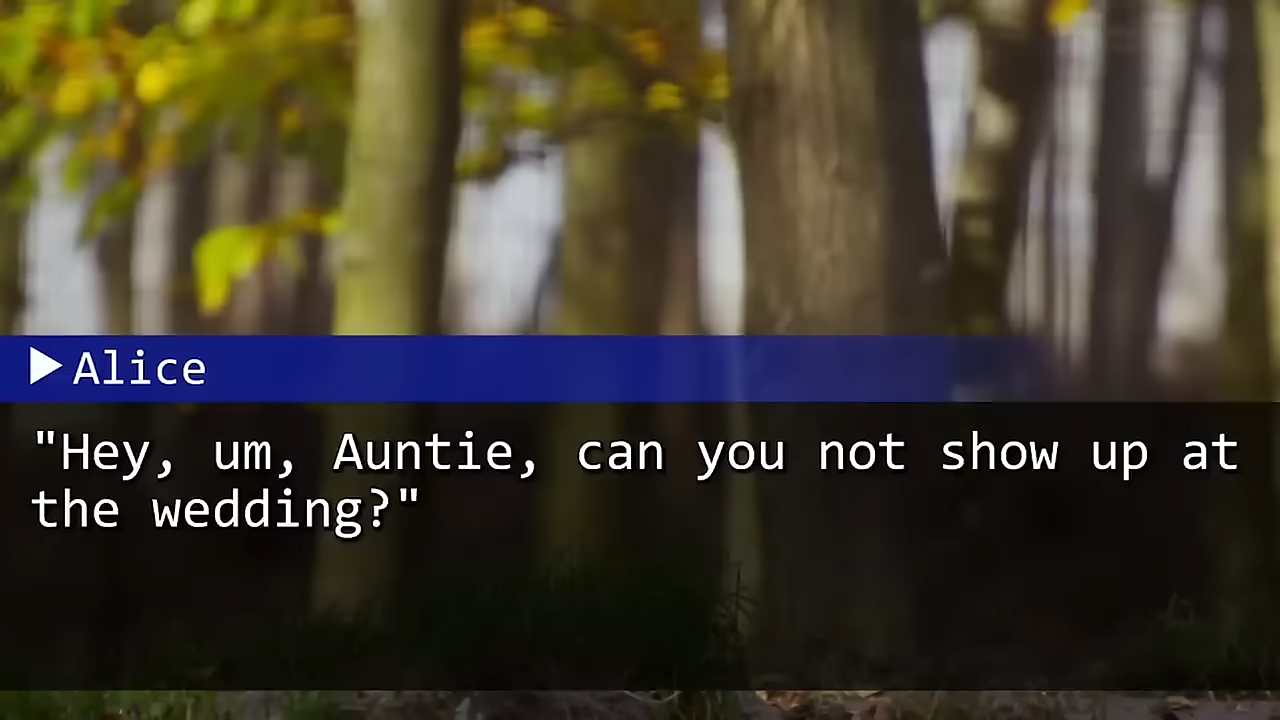 Alice
"Hey, um, Auntie, can you not show up at
the wedding?"